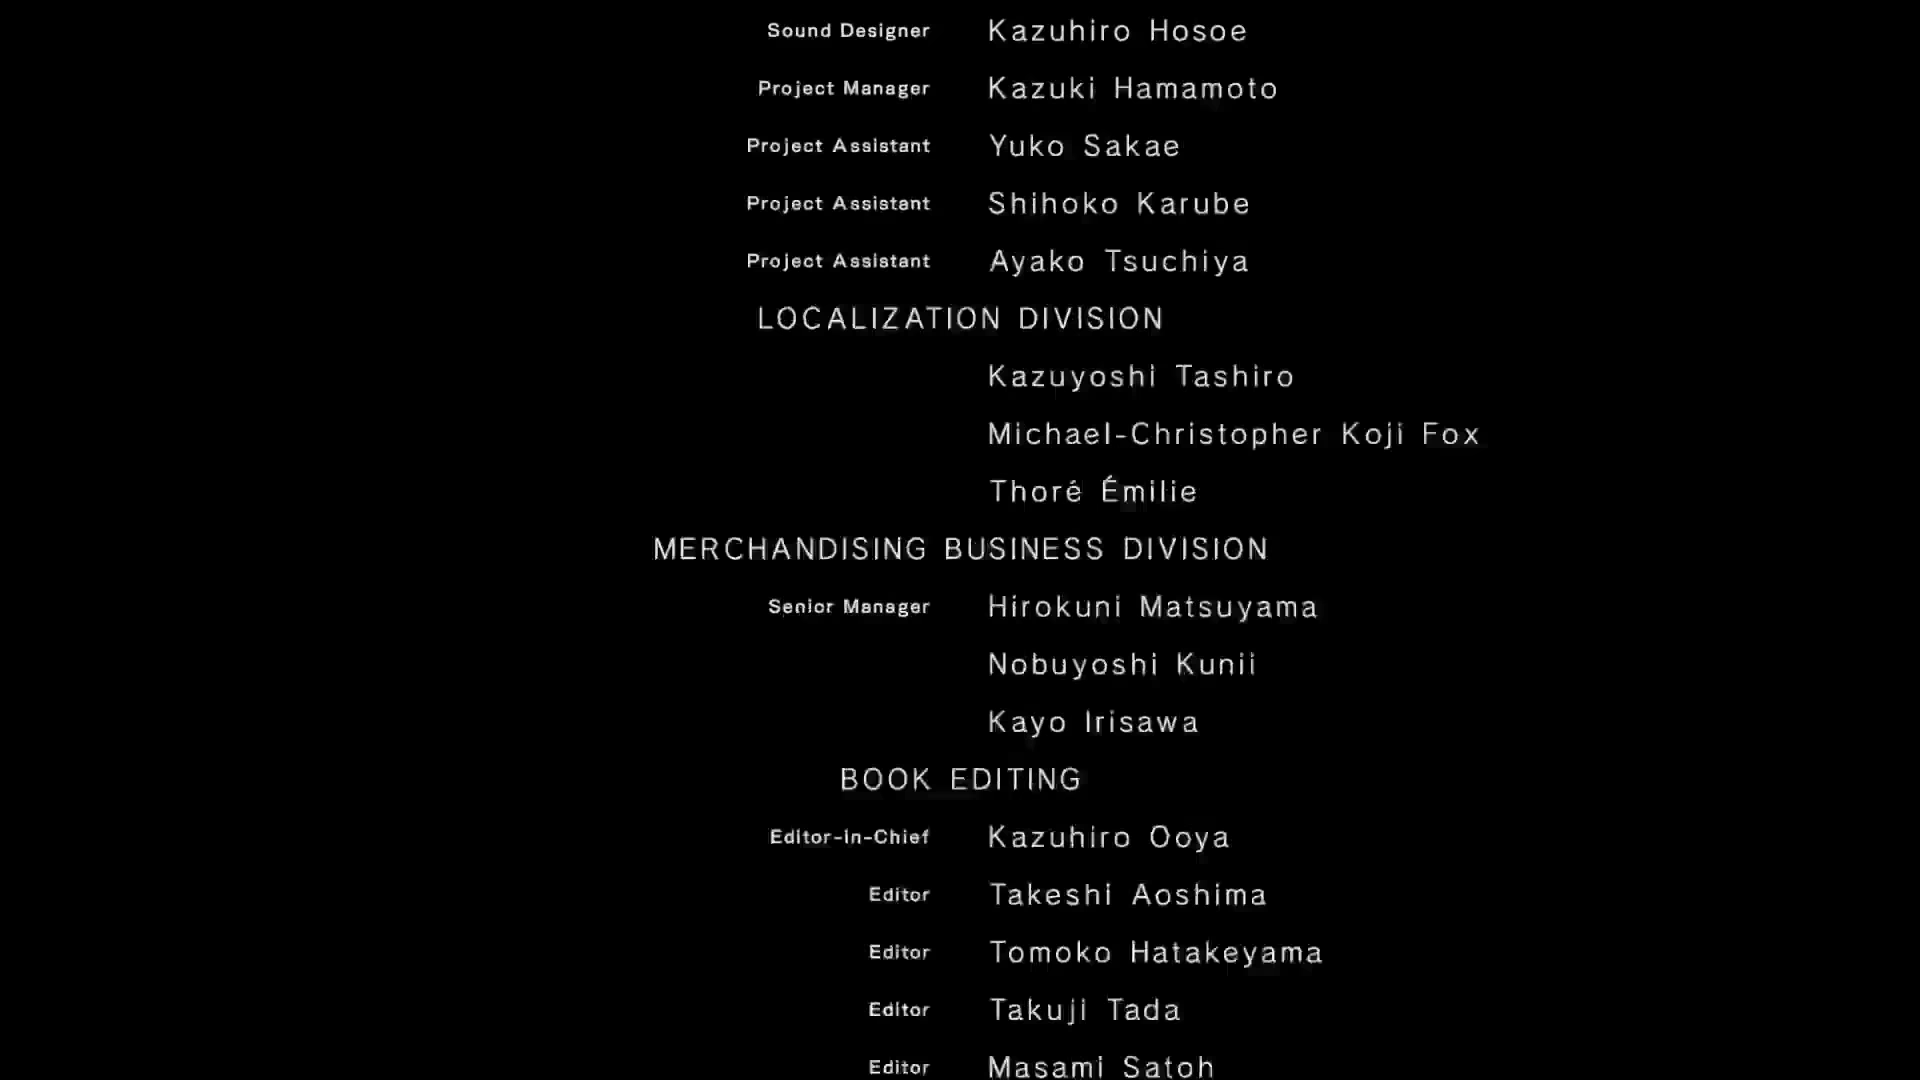 Sound Designer Kazuhiro Hosoe
Project Manager Kazuki Hamamoto
Project Assistant Yuko Sakae
Project Assistant Shihoko Karube
Project Assistant Ayako Tsuchiya
LOCALIZATION DIVISION
Kazuyoshi Tashiro
Michael-Christopher Koji Fox
Thoré Émilie
MERCHANDISING BUSINESS DIVISION
Senior Manager Hirokuni Matsuyama
Nobuyoshi Kunii
Kayo Irisawa
BOOK EDITING
Editor-in-Chief Kazuhiro Ooya
Editor Takeshi Aoshima
Editor Tomoko Hatakeyama
Editor Takuji Tada
Editor Masami Satoh